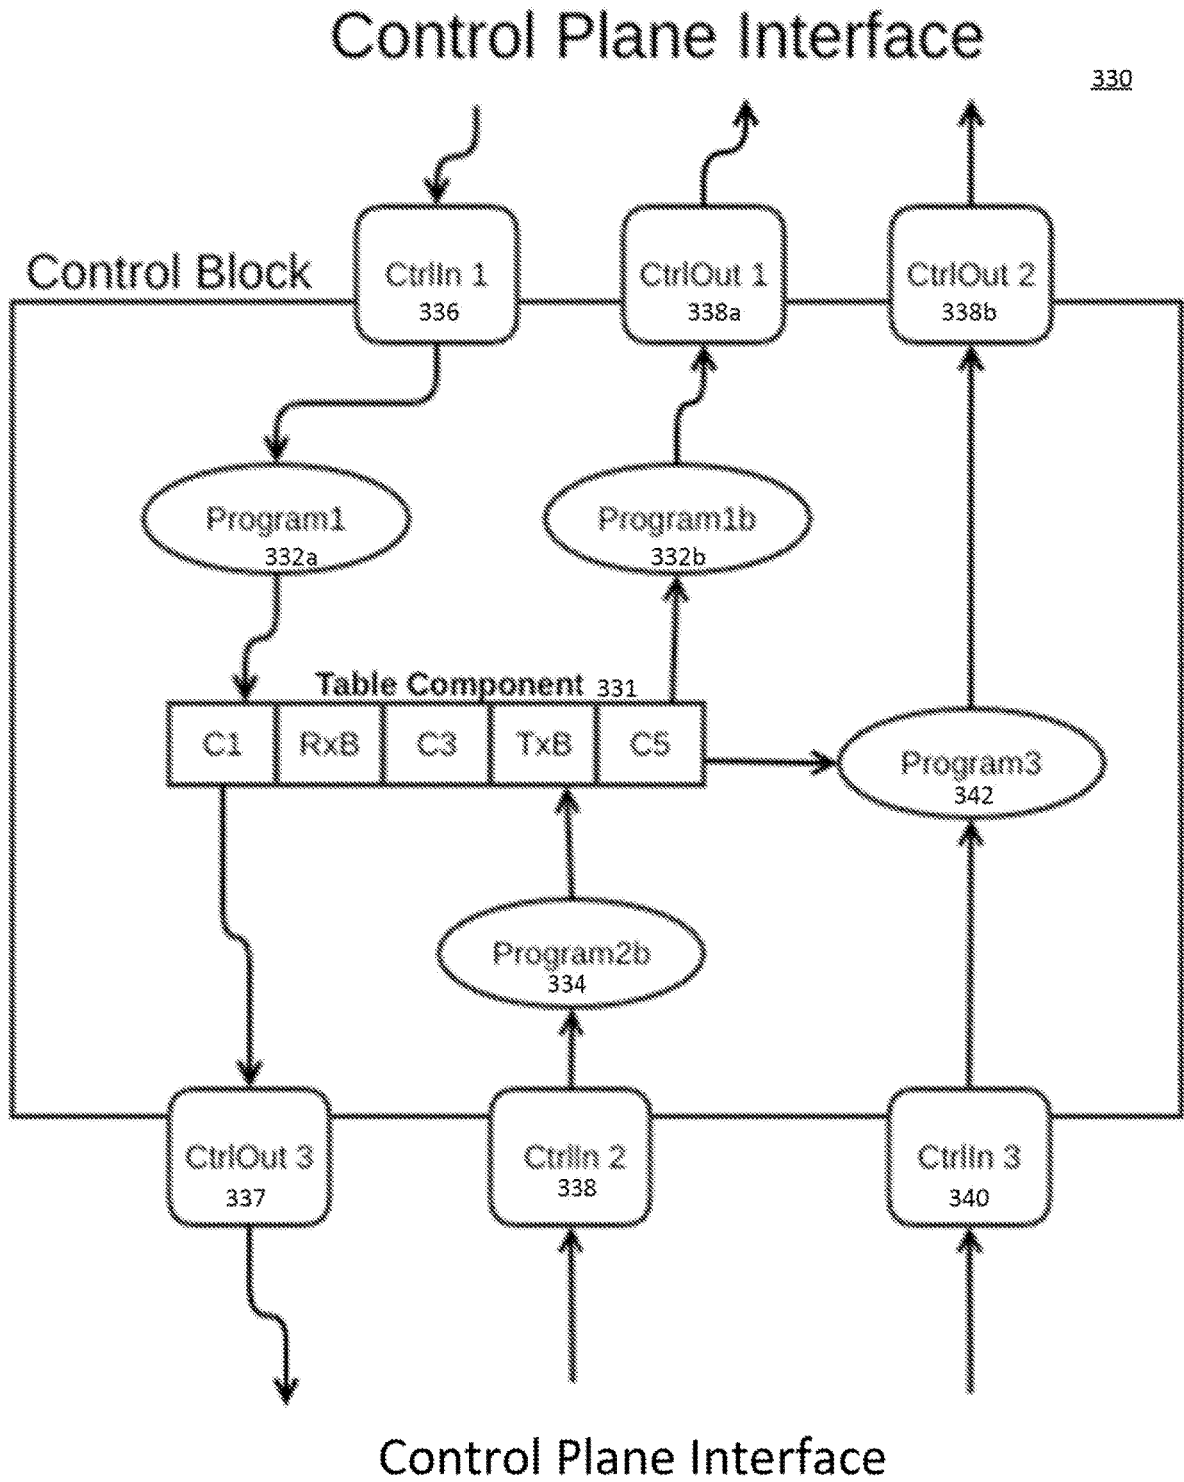 Control Plane Interface
330
Control Block
CtrlIn 1
336
CtrlOut 1
338a
CtrlOut 2
338b
Program1
332a
Program1b
332b
Table Component 331
C1 RxB C3 TxB C5
Program3
342
Program2b
334
CtrlOut 3
337
CtrlIn 2
338
CtrlIn 3
340
Control Plane Interface